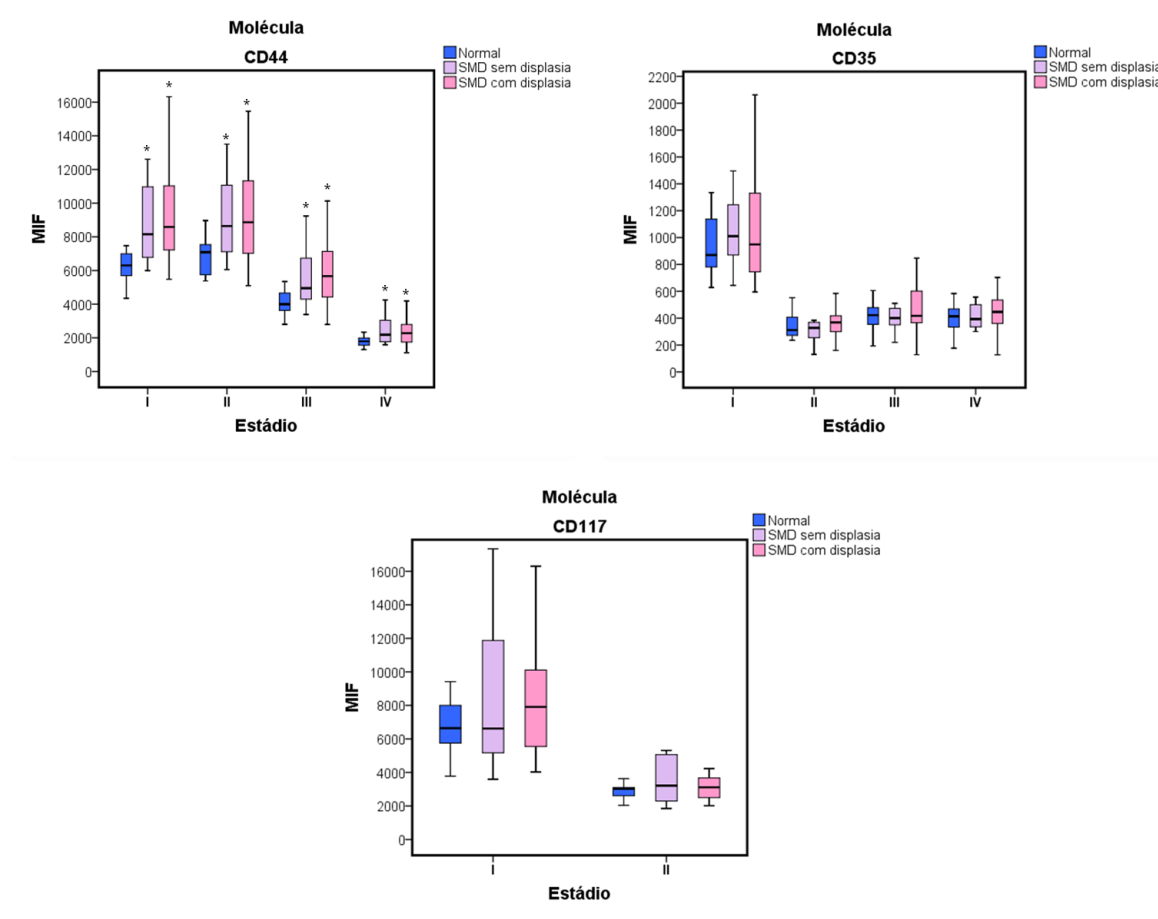 Molécula
CD44
Normal
SMD sem displasia
SMD com displasia
16000
14000
12000
10000
8000
6000
4000
2000
0
MIF
* * * * * * * *
I II III IV
Estádio
Molécula
CD35
Normal
SMD sem displasia
SMD com displasia
2200
2000
1800
1600
1400
1200
1000
800
600
400
200
0
MIF
I II III IV
Estádio
Molécula
CD117
Normal
SMD sem displasia
SMD com displasia
16000
14000
12000
10000
8000
6000
4000
2000
0
MIF
I II
Estádio